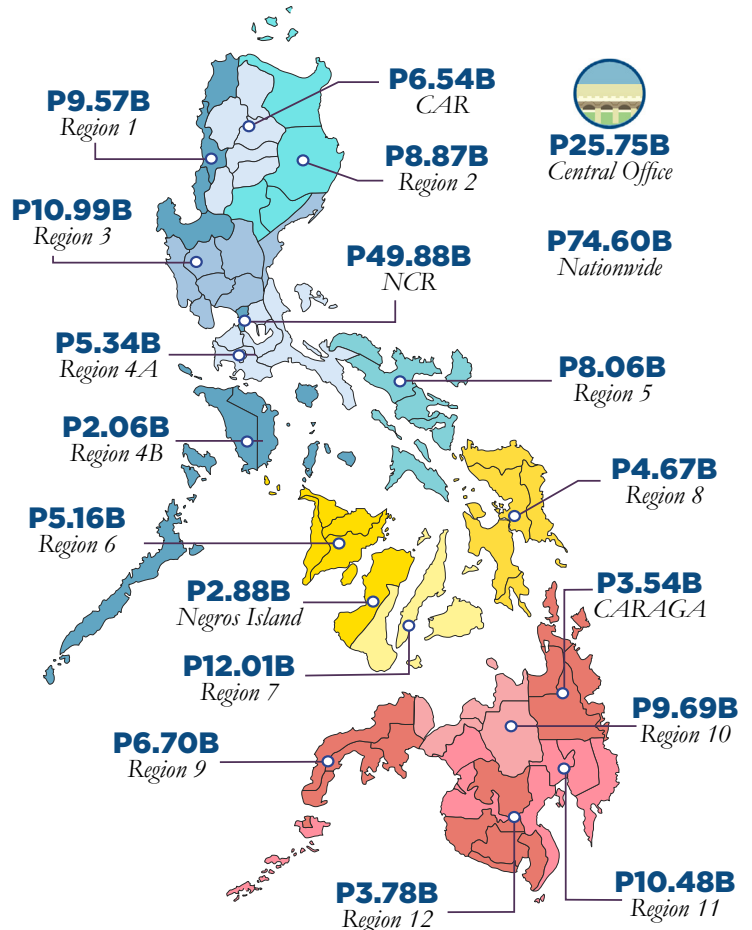 P6.54B
CAR
P9.57B
Region 1
P25.75B
Central Office
P8.87B
Region 2
P10.99B
Region 3
P74.60B
Nationwide
P49.88B
NCR
P5.34B
Region 4A
P8.06B
Region 5
P2.06B
Region 4B
P4.67B
Region 8
P5.16B
Region 6
P2.88B
Negros Island
P3.54B
CARAGA
P12.01B
Region 7
P9.69B
Region 10
P6.70B
Region 9
P10.48B
Region 11
P3.78B
Region 12